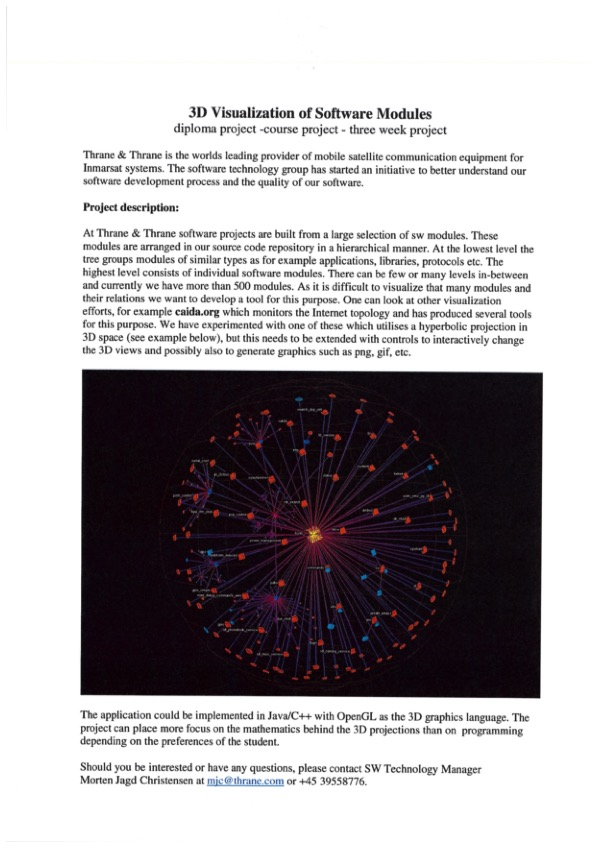 3D Visualization of Software Modules
diploma project -course project - three week project
Thrane & Thrane is the worlds leading provider of mobile satellite communication equipment for
Inmarsat systems. The software technology group has started an initiative to better understand our
software development process and the quality of our software.
Project description:
At Thrane & Thrane software projects are built from a large selection of sw modules. These
modules are arranged in our source code repository in a hierarchical manner. At the lowest level the
tree groups modules of similar types as for example applications, libraries, protocols etc. The
highest level consists of individual software modules. There can be few or many levels in-between
and currently we have more than 500 modules. As it is difficult to visualize that many modules and
their relations we want to develop a tool for this purpose. One can look at other visualization
efforts, for example caida.org which monitors the Internet topology and has produced several tools
for this purpose. We have experimented with one of these which utilises a hyperbolic projection in
3D space (see example below), but this needs to be extended with controls to interactively change
the 3D views and possibly also to generate graphics such as png, gif, etc.
The application could be implemented in Java/C++ with OpenGL as the 3D graphics language. The
project can place more focus on the mathematics behind the 3D projections than on programming
depending on the preferences of the student.
Should you be interested or have any questions, please contact SW Technology Manager
Morten Jagd Christensen at mjc@thrane.com or +45 39558776.